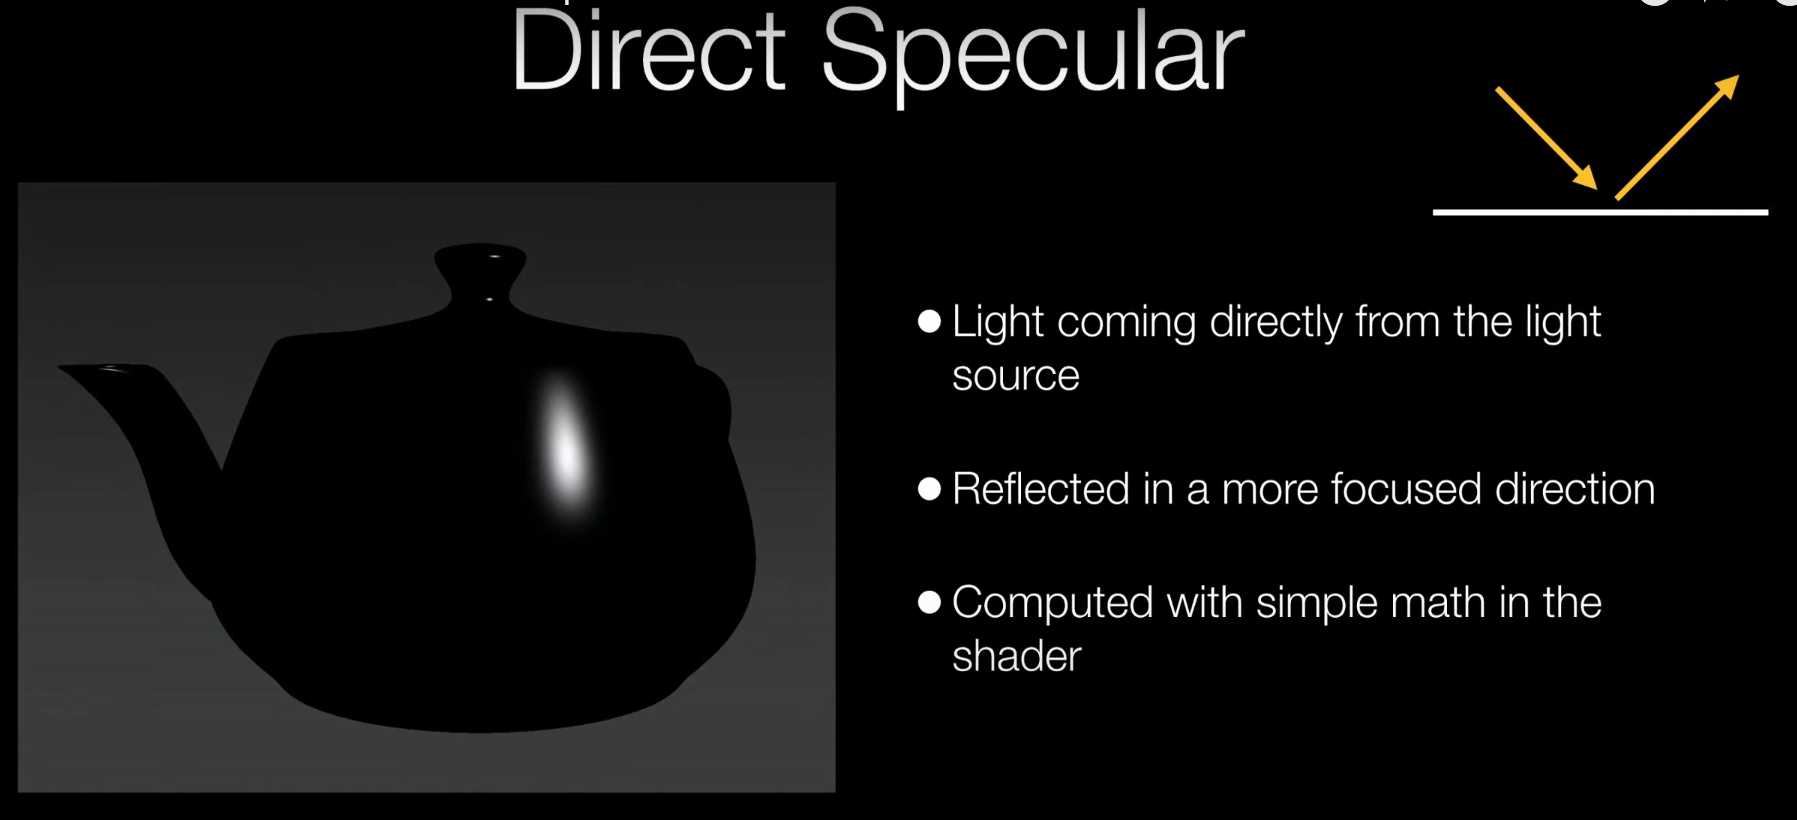 Direct Specular
Light coming directly from the light
source
Reflected in a more focused direction
Computed with simple math in the
shader